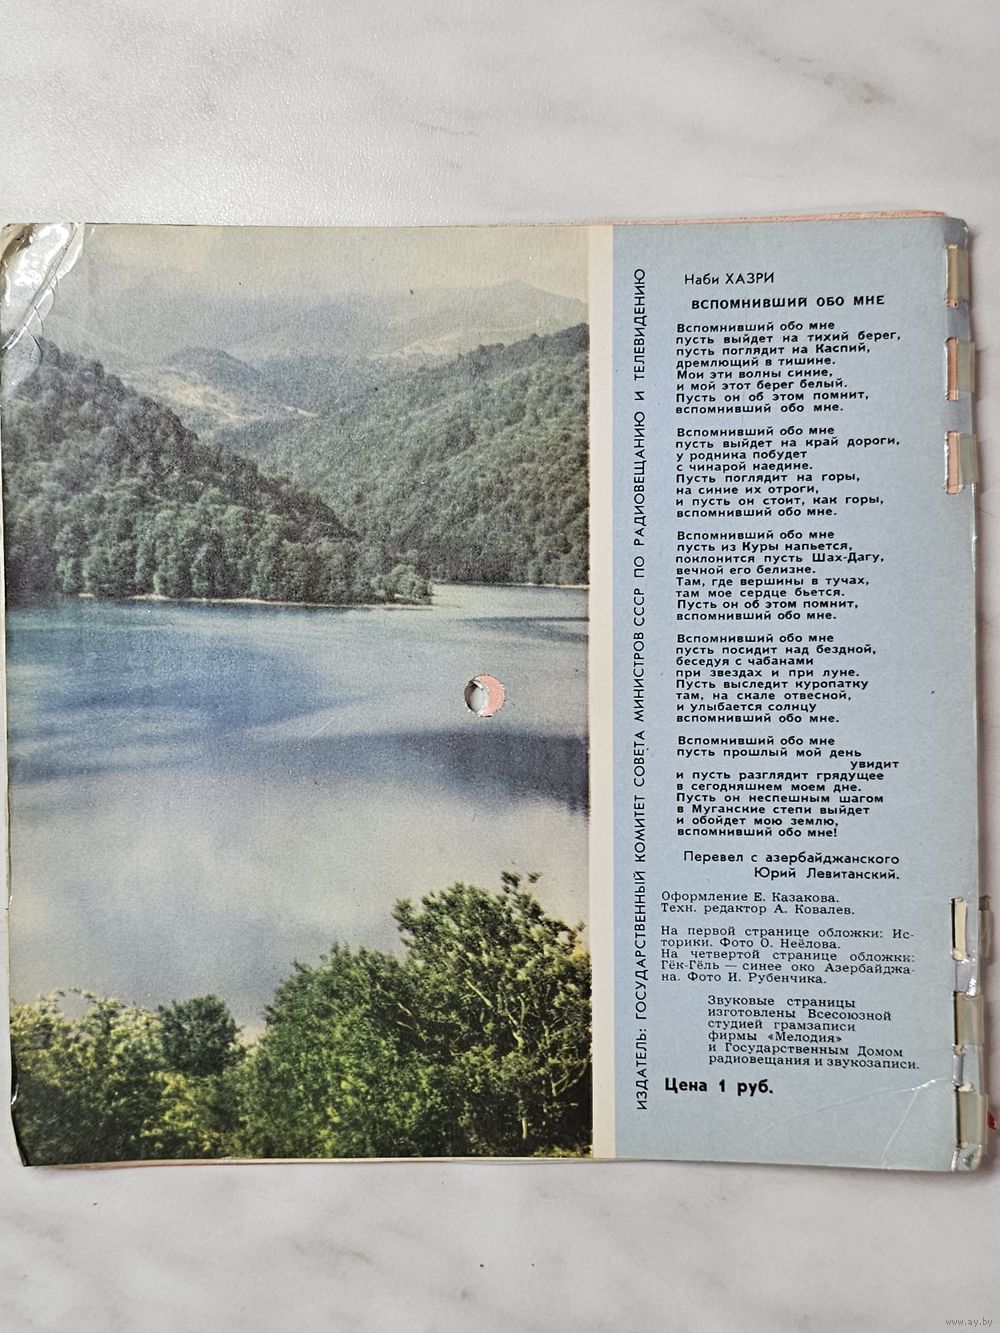 ИЗДАТЕЛЬ: ГОСУДАРСТВЕННЫЙ КОМИТЕТ СОВЕТА МИНИСТРОВ СССР ПО РАДИОВЕЩАНИЮ И ТЕЛЕВИДЕНИЮ
Наби ХАЗРИ
ВСПОМНИВШИЙ ОБО МНЕ
Вспомнивший обо мне
пусть выйдет на тихий берег,
пусть поглядит на Каспий,
дремлющий в тишине.
Мои эти волны синие,
и мой этот берег белый.
Пусть он об этом помнит,
вспомнивший обо мне.
Вспомнивший обо мне
пусть выйдет на край дороги,
у родника побудет
с чинарой наедине.
Пусть поглядит на горы,
на синие их отроги,
и пусть он стоит, как горы,
вспомнивший обо мне.
Вспомнивший обо мне
пусть из Куры напьется,
поклонится пусть Шах-Дагу,
вечной его белизне.
Там, где вершины в тучах,
там мое сердце бьется.
Пусть он об этом помнит,
вспомнивший обо мне.
Вспомнивший обо мне
пусть посидит над бездной,
беседуя с чабанами
при звездах и при луне.
Пусть выследит куропатку
там, на скале отвесной,
и улыбается солнцу
вспомнивший обо мне.
Вспомнивший обо мне
пусть прошлый мой день
увидит
и пусть разглядит грядущее
в сегодняшнем моем дне.
Пусть он неспешным шагом
в Муганские степи выйдет
и обойдет мою землю,
вспомнивший обо мне!
Перевел с азербайджанского
Юрий Левитанский.
Оформление Е. Казакова.
Техн. редактор А. Ковалев.
На первой странице обложки: Ис-
торики. Фото О. Неёлова.
На четвертой странице обложки:
Гёк-Гёль — синее око Азербайджа-
на. Фото И. Рубенчика.
Звуковые страницы
изготовлены Всесоюзной
студией грамзаписи
фирмы «Мелодия»
и Государственным Домом
радиовещания и звукозаписи.
Цена 1 руб.
www.ay.by